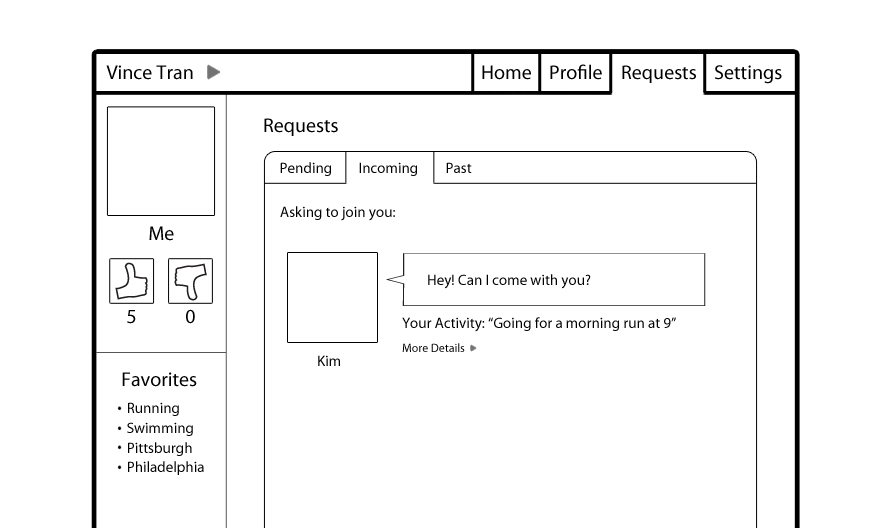 Vince Tran
Home
Profile
Requests
Settings
Me
5
0
Favorites
• Running
• Swimming
• Pittsburgh
• Philadelphia
Requests
Pending
Incoming
Past
Asking to join you:
Hey! Can I come with you?
Your Activity: “Going for a morning run at 9”
More Details
Kim